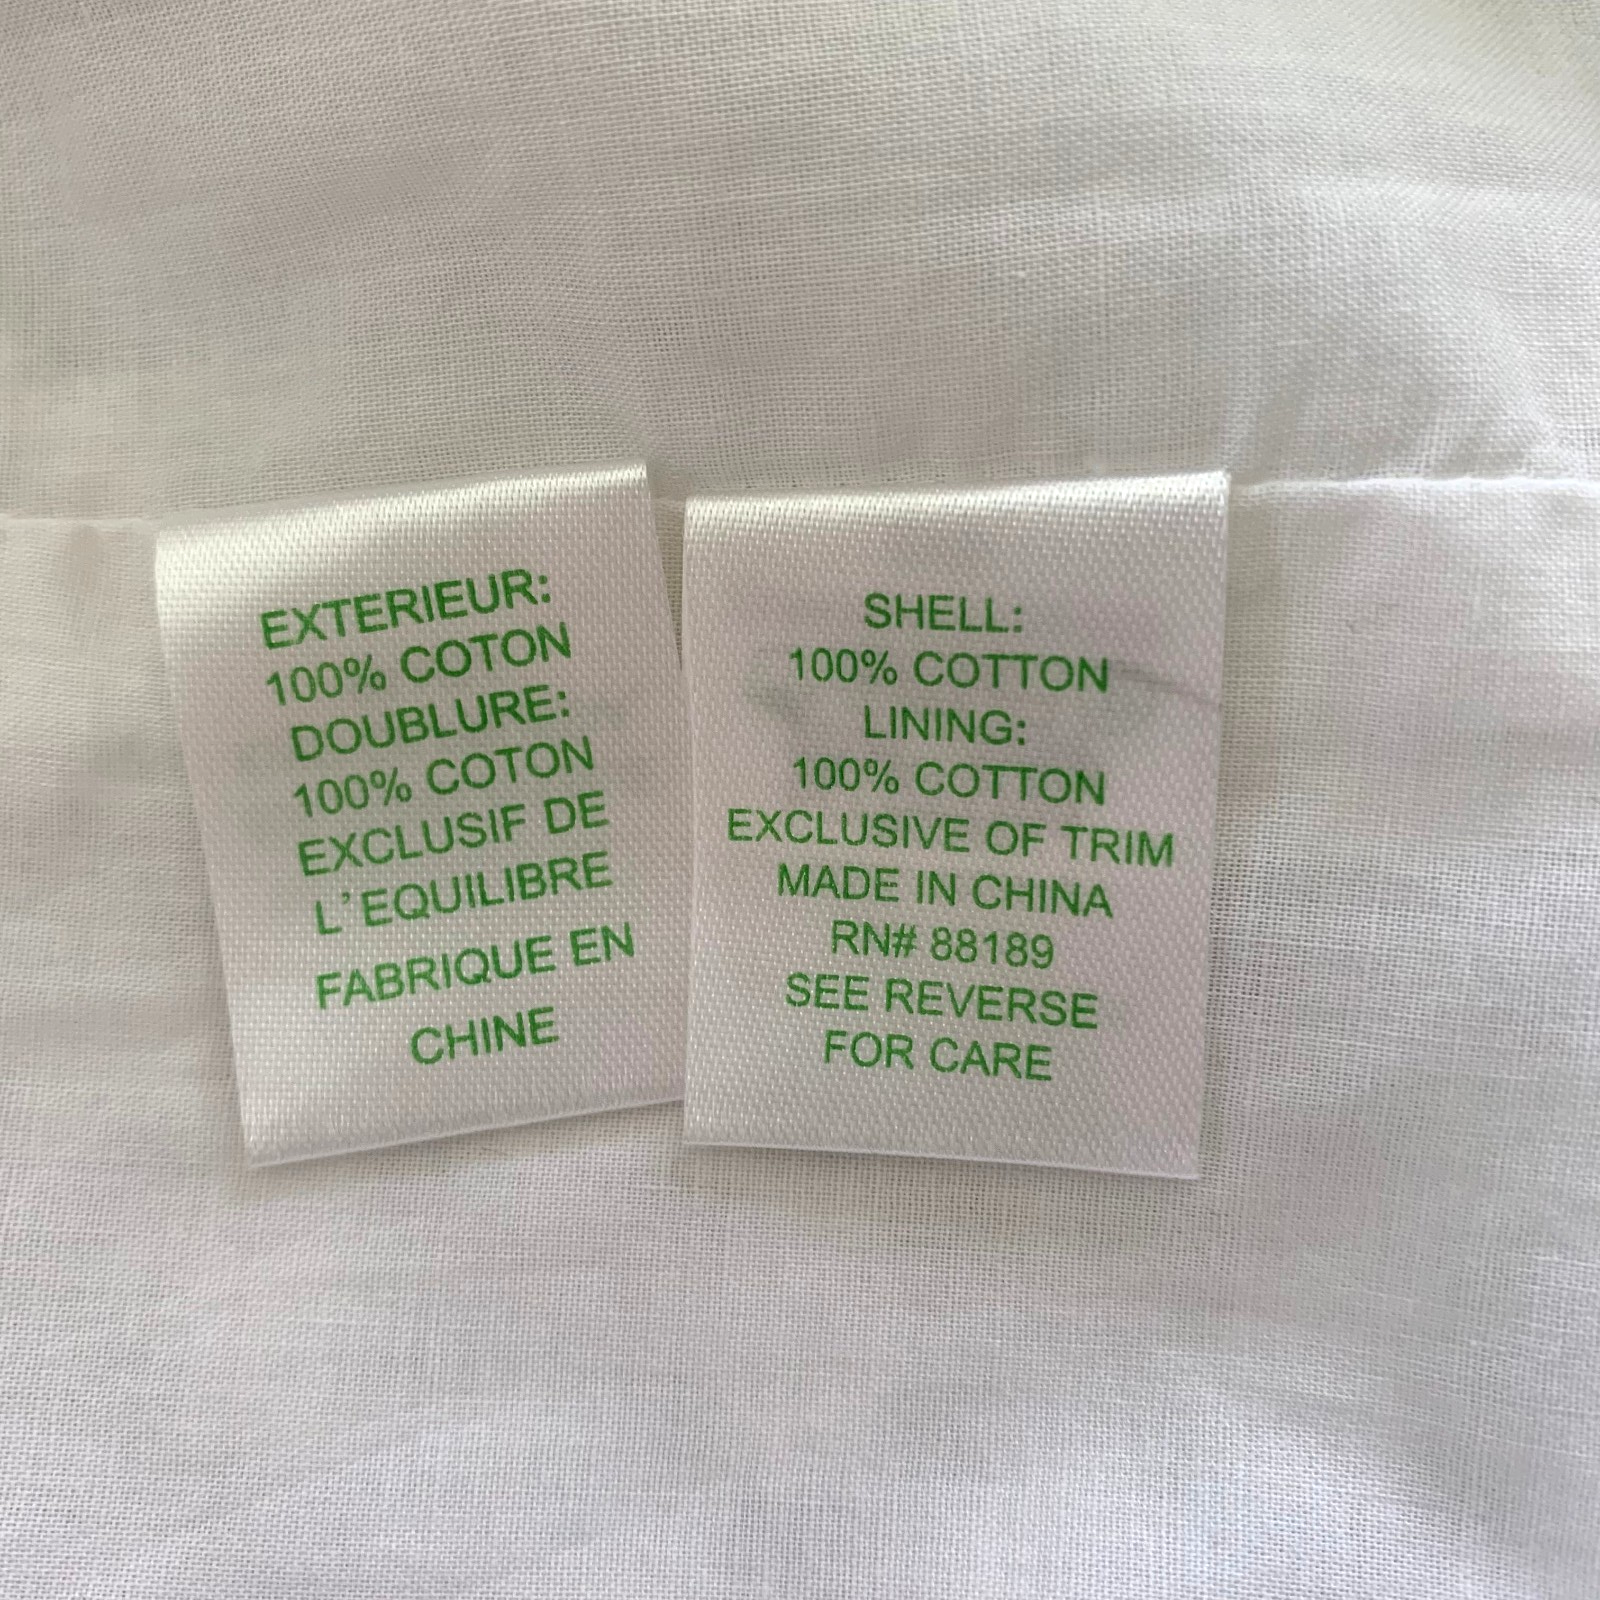 EXTERIEUR:
100% COTON
DOUBLURE:
100% COTON
EXCLUSIF DE
L'EQUILIBRE
FABRIQUE EN
CHINE
SHELL:
100% COTTON
LINING:
100% COTTON
EXCLUSIVE OF TRIM
MADE IN CHINA
RN# 88189
SEE REVERSE
FOR CARE